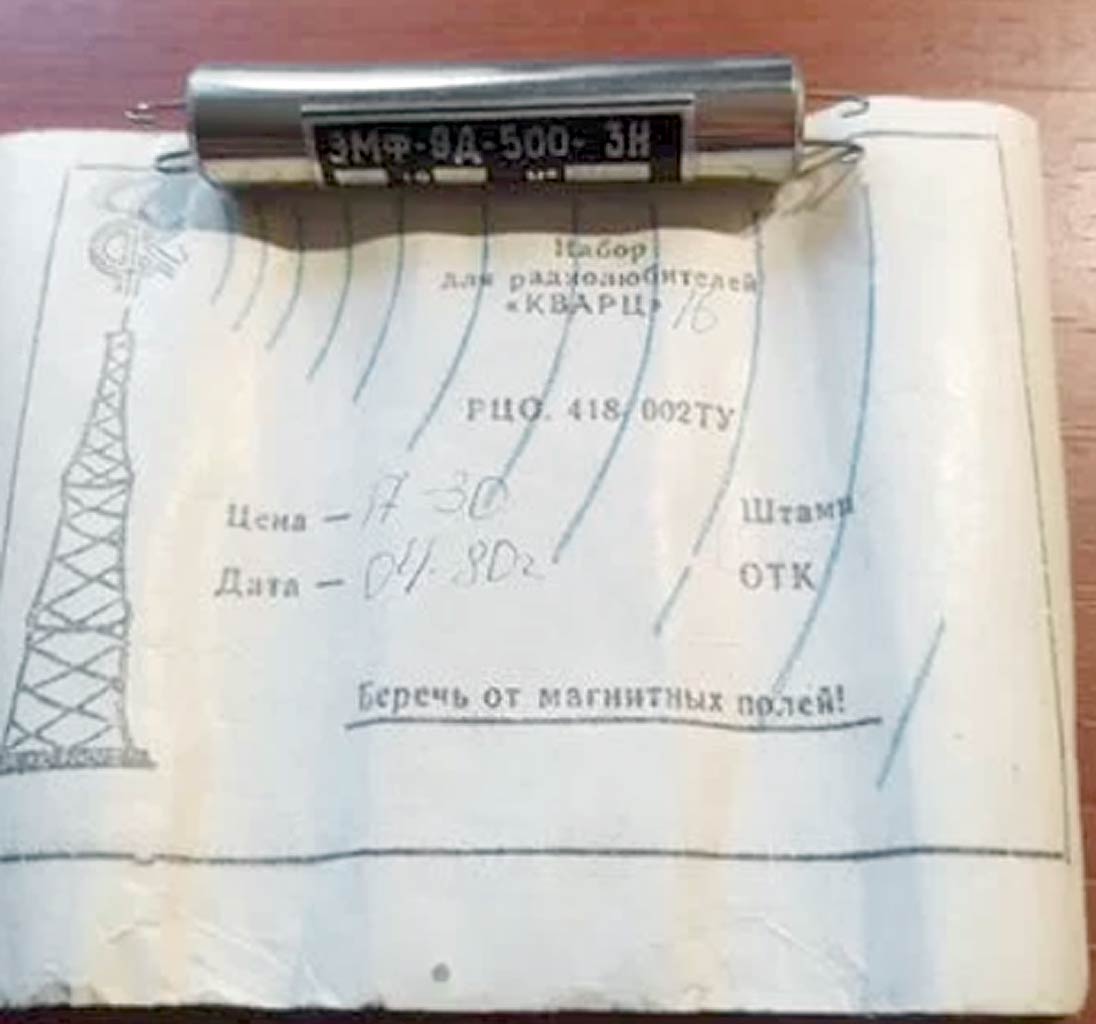 ЭМФ-9Д-500-3Н
Набор
для радиолюбителей
«КВАРЦ» 16
РЦО. 418 002ТУ
Цена — 17-30
Дата — 04.80г
Штамп
ОТК
Беречь от магнитных полей!